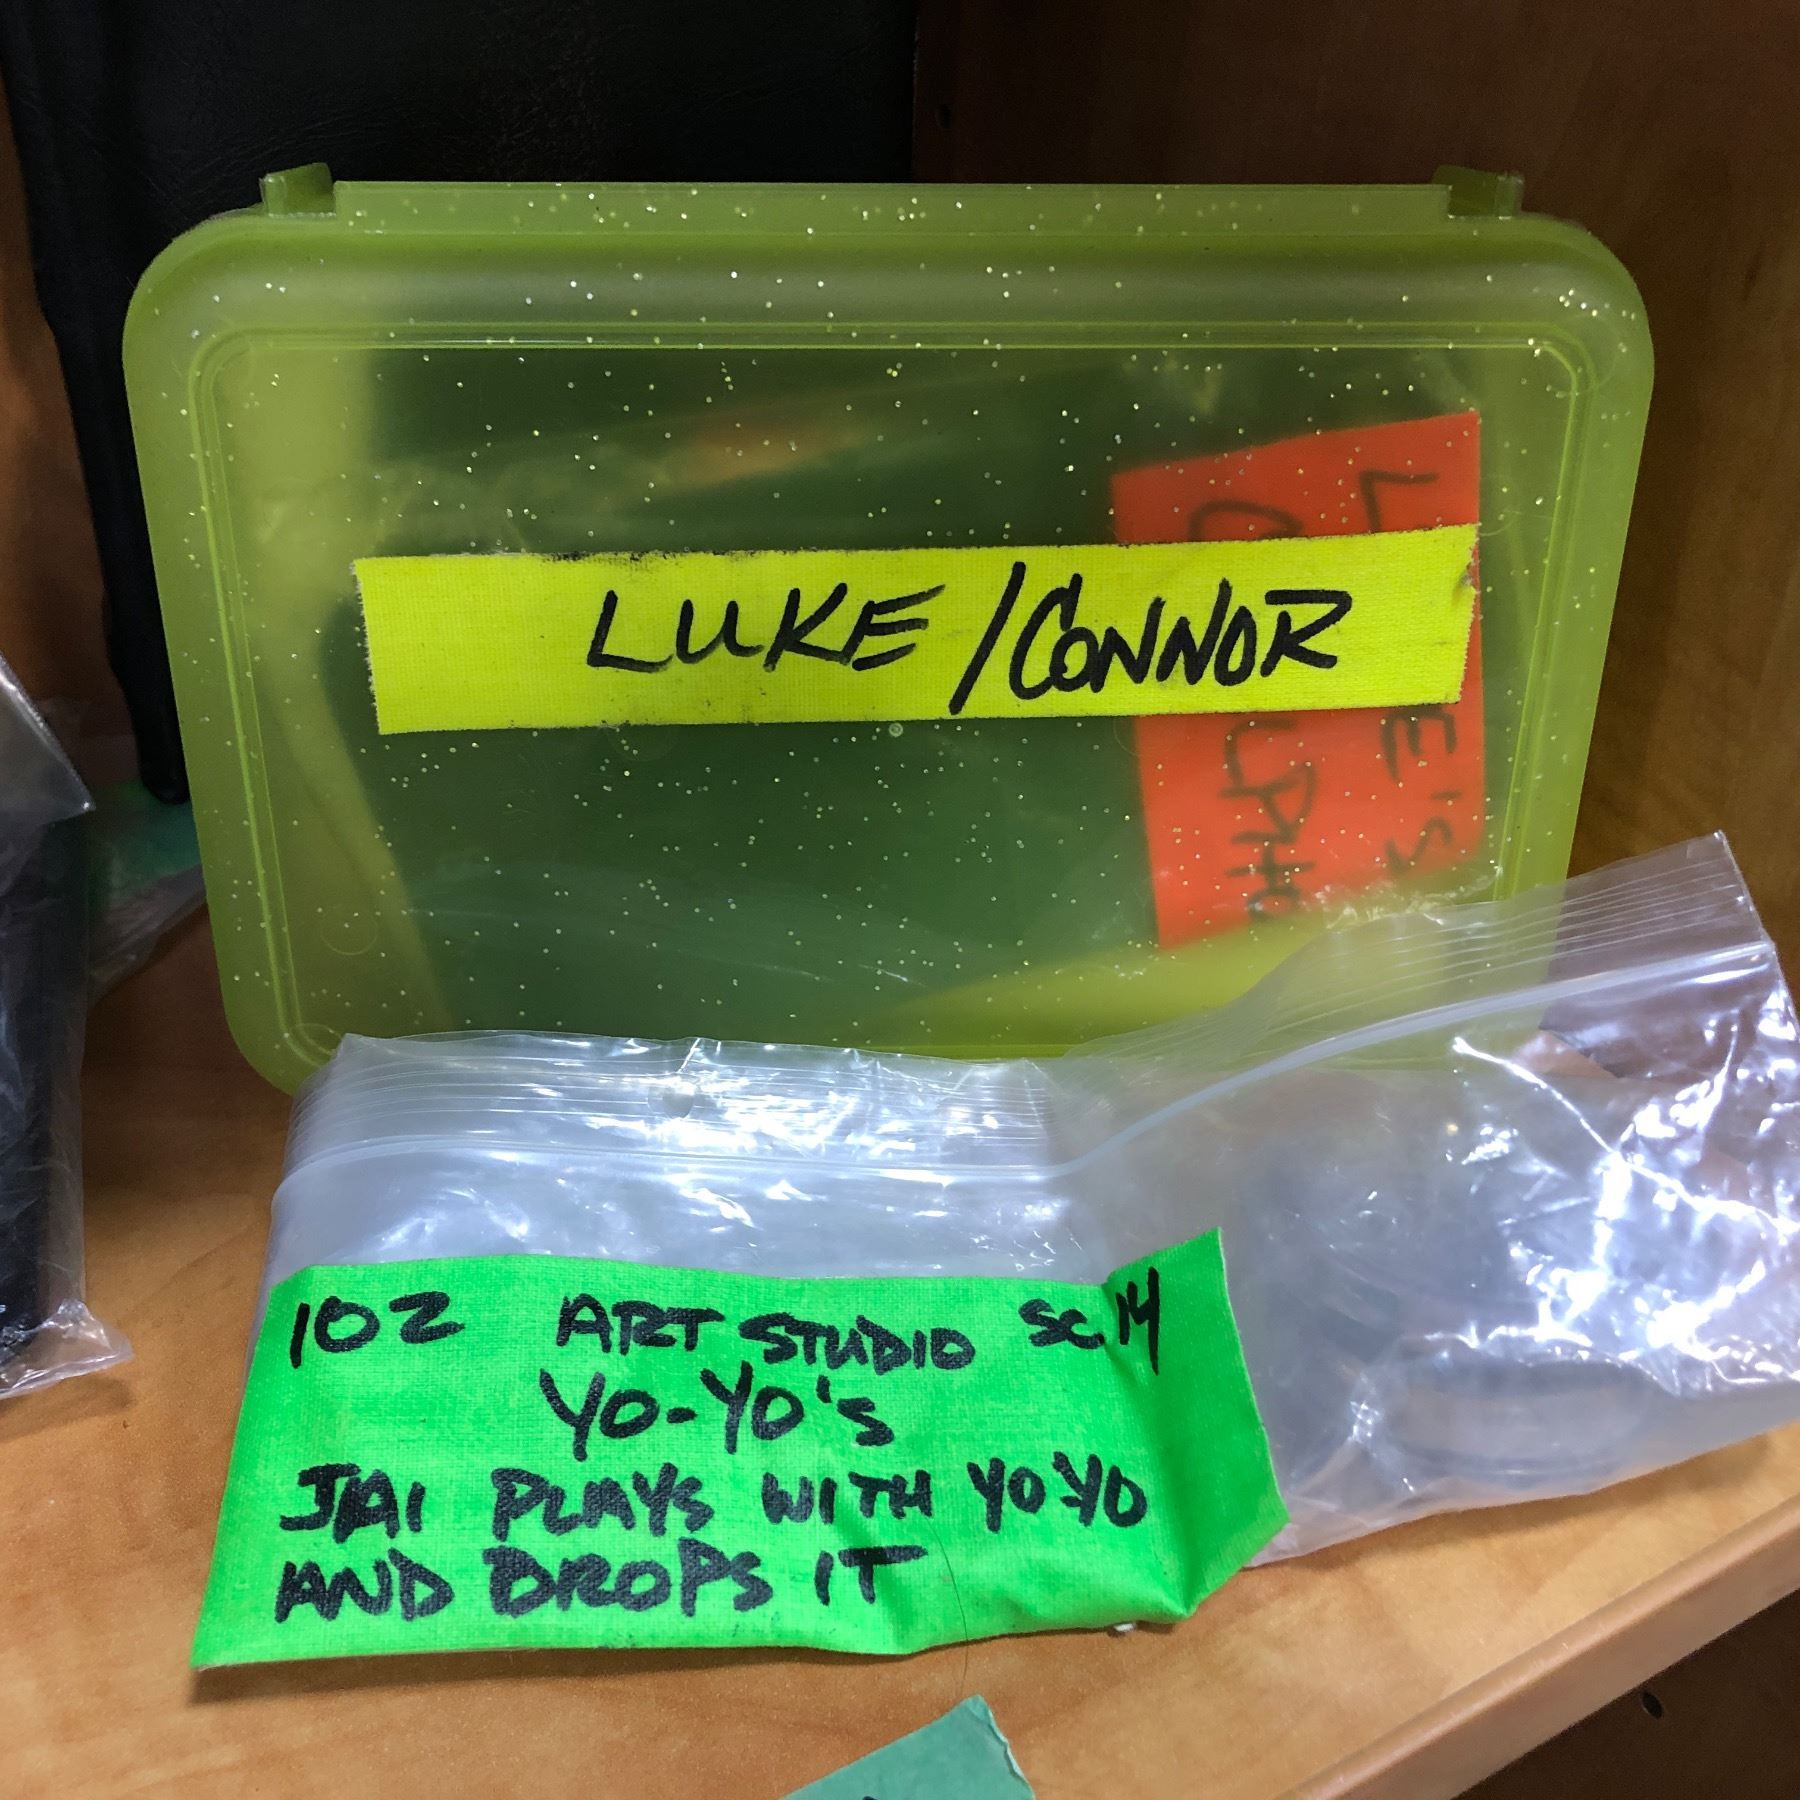 LUKE / CONNOR
102 ART STUDIO SC.14
YO-YO'S
JAI PLAYS WITH YO-YO
AND DROPS IT